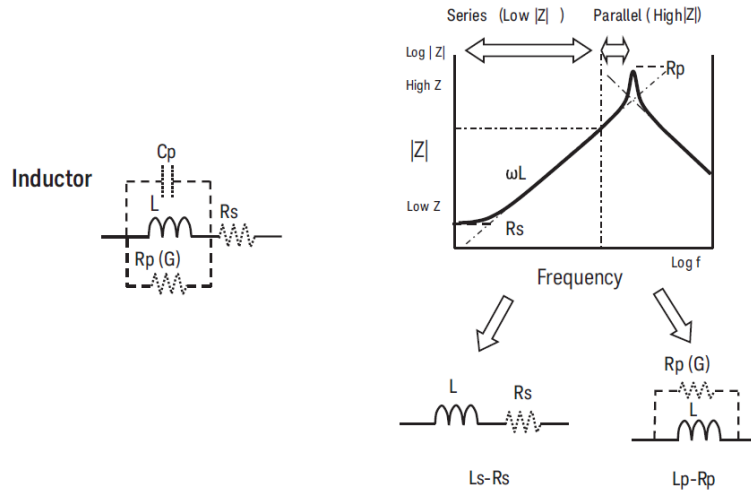 Series (Low |Z| )
Parallel ( High|Z|)
Log | Z|
High Z
Rp
|Z|
ωL
Low Z
Rs
Log f
Frequency
Inductor
Cp
L
Rs
Rp (G)
L
Rs
Ls-Rs
Rp (G)
L
Lp-Rp